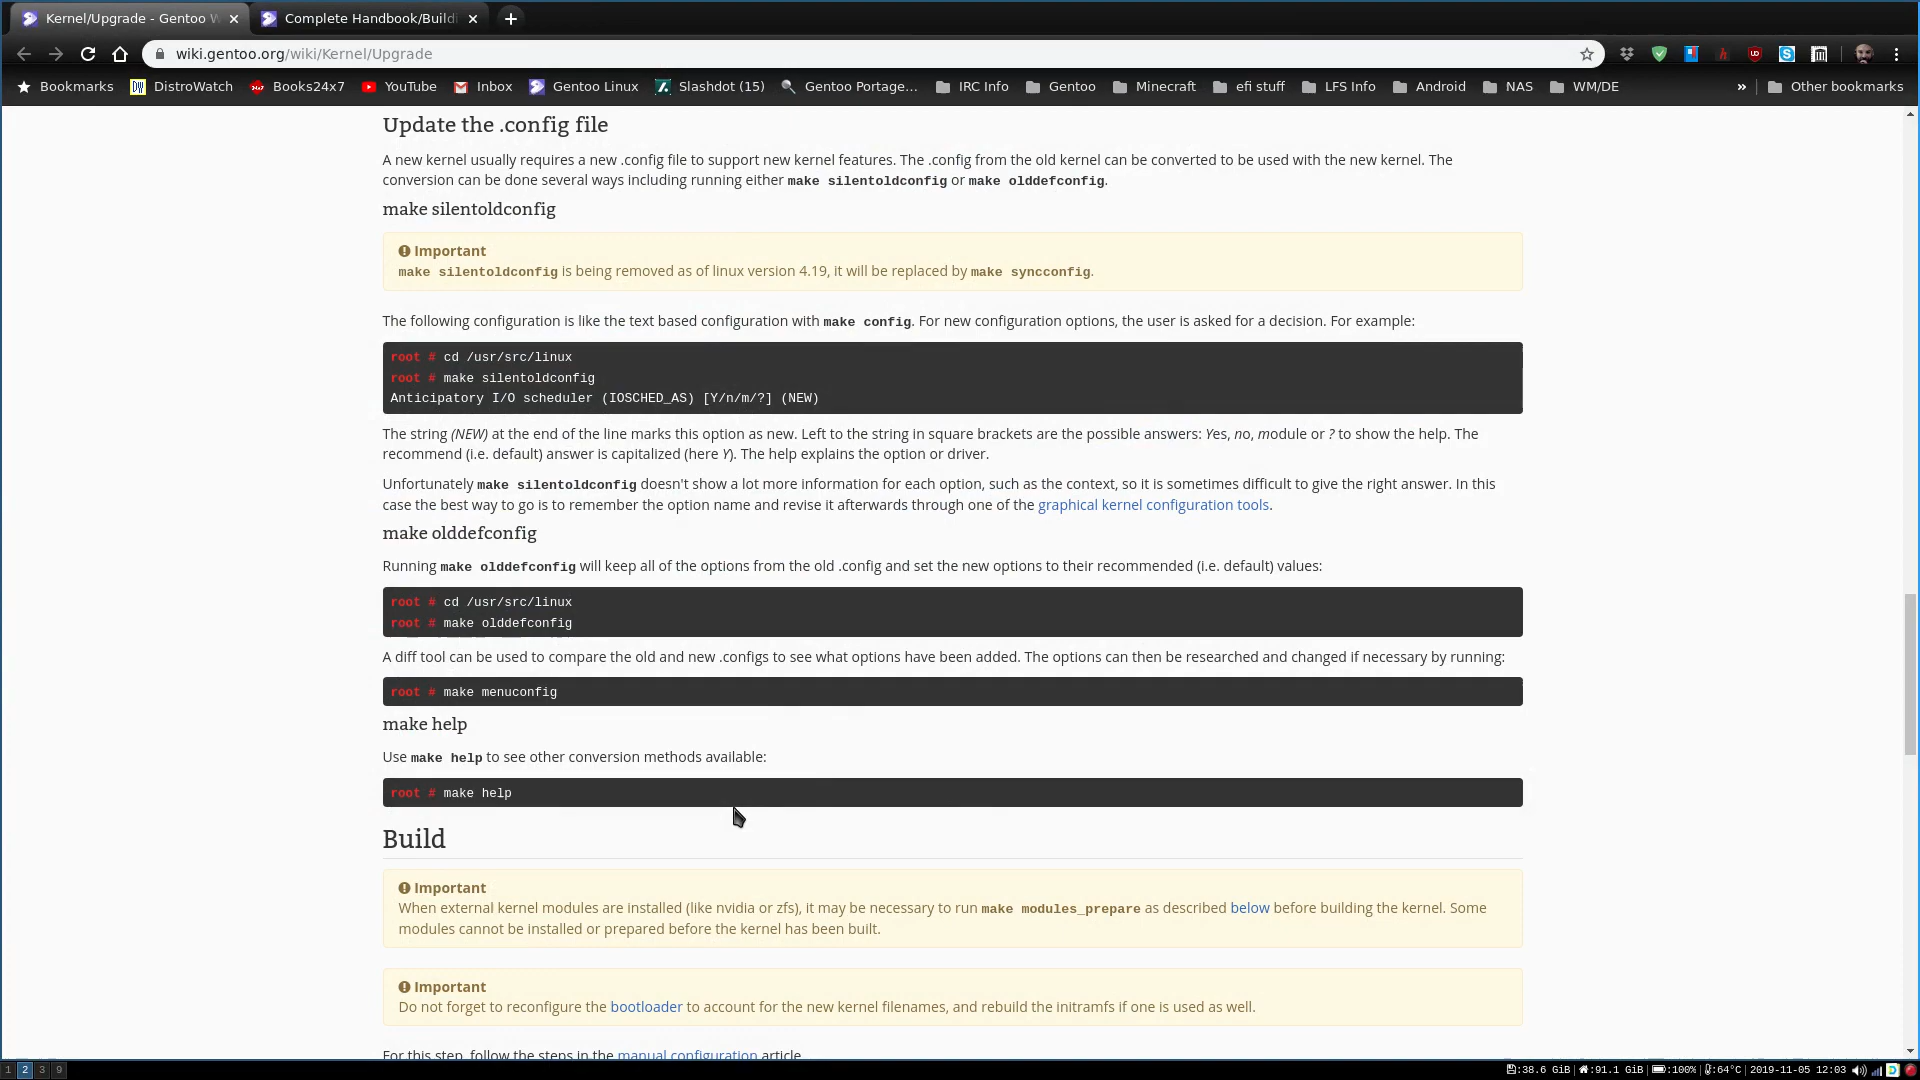 Kernel/Upgrade - Gentoo W
Complete Handbook/Buildi
wiki.gentoo.org/wiki/Kernel/Upgrade
Bookmarks DistroWatch Books24x7 YouTube Inbox Gentoo Linux Slashdot (15) Gentoo Portage... IRC Info Gentoo Minecraft efi stuff LFS Info Android NAS WM/DE » Other bookmarks
Update the .config file
A new kernel usually requires a new .config file to support new kernel features. The .config from the old kernel can be converted to be used with the new kernel. The
conversion can be done several ways including running either make silentoldconfig or make olddefconfig.
make silentoldconfig
Important
make silentoldconfig is being removed as of linux version 4.19, it will be replaced by make syncconfig.
The following configuration is like the text based configuration with make config. For new configuration options, the user is asked for a decision. For example:
root # cd /usr/src/linux
root # make silentoldconfig
Anticipatory I/O scheduler (IOSCHED_AS) [Y/n/m/?] (NEW)
The string (NEW) at the end of the line marks this option as new. Left to the string in square brackets are the possible answers: Yes, no, module or ? to show the help. The
recommend (i.e. default) answer is capitalized (here Y). The help explains the option or driver.
Unfortunately make silentoldconfig doesn't show a lot more information for each option, such as the context, so it is sometimes difficult to give the right answer. In this
case the best way to go is to remember the option name and revise it afterwards through one of the graphical kernel configuration tools.
make olddefconfig
Running make olddefconfig will keep all of the options from the old .config and set the new options to their recommended (i.e. default) values:
root # cd /usr/src/linux
root # make olddefconfig
A diff tool can be used to compare the old and new .configs to see what options have been added. The options can then be researched and changed if necessary by running:
root # make menuconfig
make help
Use make help to see other conversion methods available:
root # make help
Build
Important
When external kernel modules are installed (like nvidia or zfs), it may be necessary to run make modules_prepare as described below before building the kernel. Some
modules cannot be installed or prepared before the kernel has been built.
Important
Do not forget to reconfigure the bootloader to account for the new kernel filenames, and rebuild the initramfs if one is used as well.
For this step, follow the steps in the manual configuration article.
1 2 3 9
:38.6 GiB | :91.1 GiB | :100% | :64°C | 2019-11-05 12:03